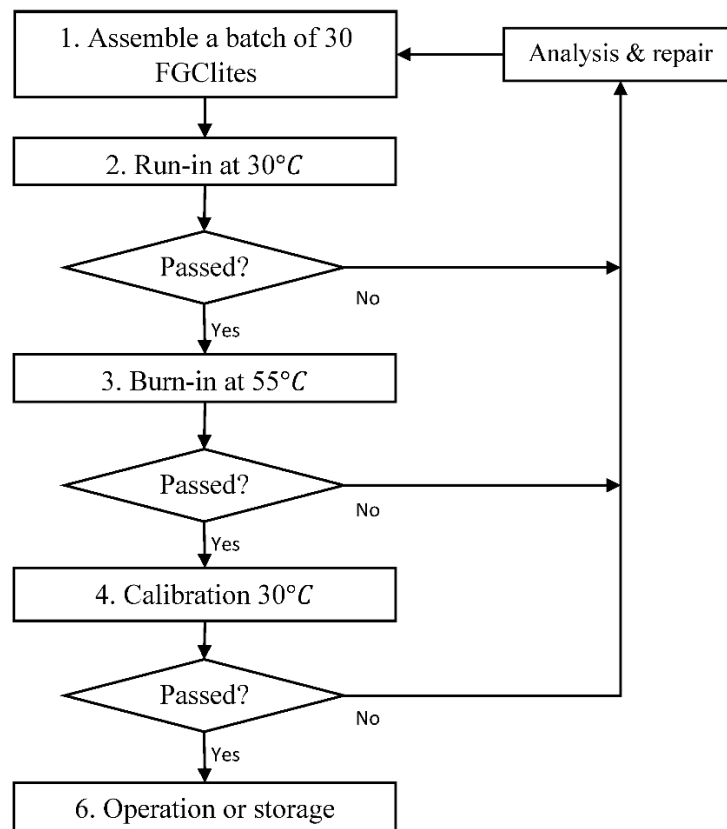 1. Assemble a batch of 30
FGClites
Analysis & repair
2. Run-in at 30°C
Passed?
No
Yes
3. Burn-in at 55°C
Passed?
No
Yes
4. Calibration 30°C
Passed?
No
Yes
6. Operation or storage